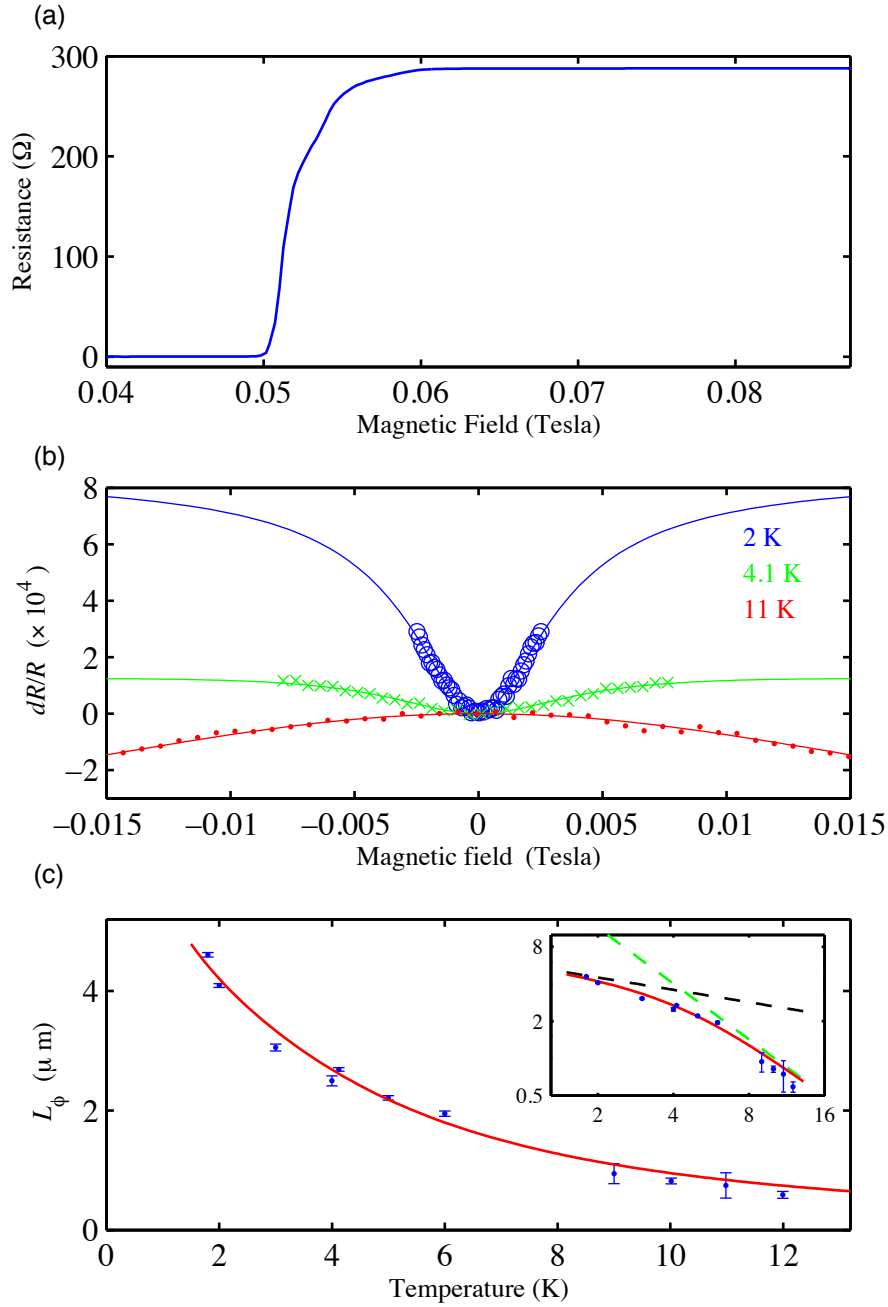 (a)
300
200
100
0
Resistance (Ω)
0.04 0.05 0.06 0.07 0.08
Magnetic Field (Tesla)
(b)
8
6
4
2
0
−2
dR/R (× 10⁴)
2 K
4.1 K
11 K
−0.015 −0.01 −0.005 0 0.005 0.01 0.015
Magnetic field (Tesla)
(c)
4
2
0
Lϕ (μ m)
8
2
0.5
2 4 8 16
0 2 4 6 8 10 12
Temperature (K)